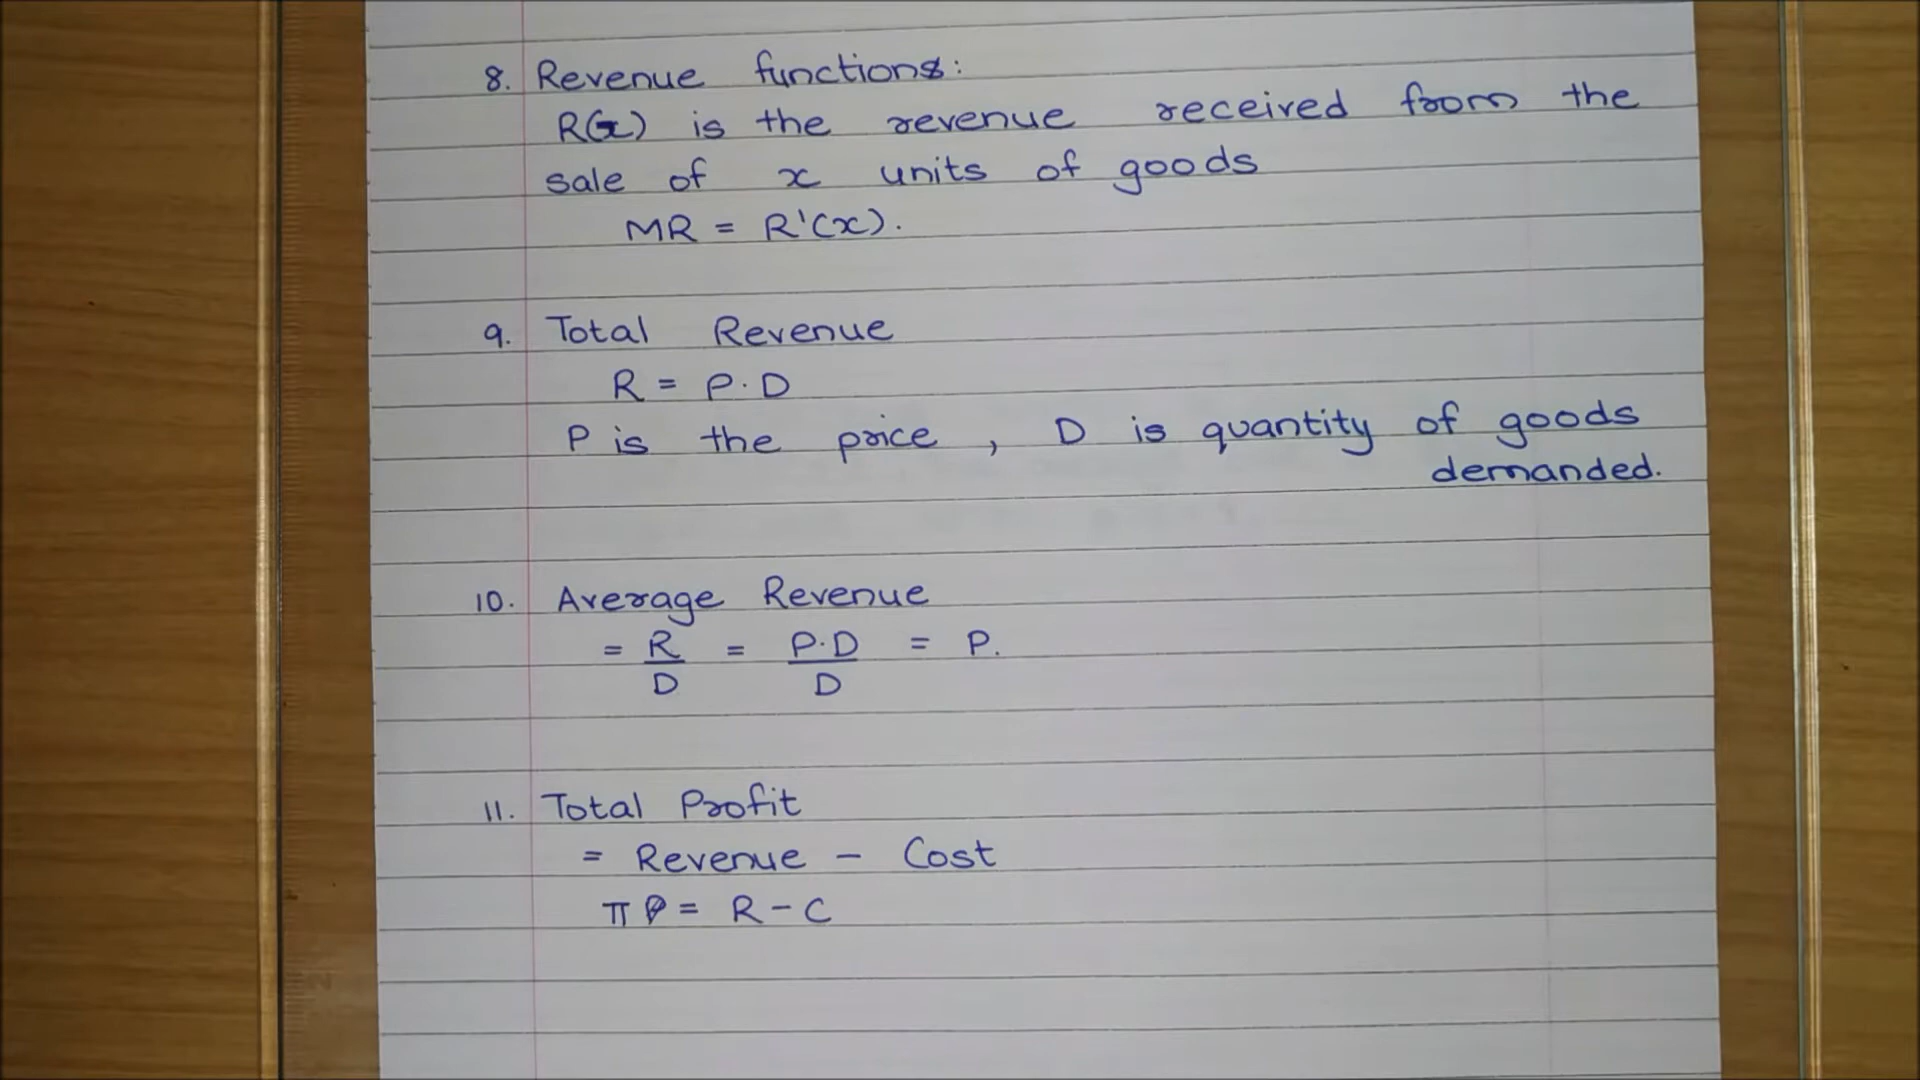 8. Revenue functions:
R(x) is the revenue received from the
sale of x units of goods
MR = R'(x).
9. Total Revenue
R = P.D
P is the price, D is quantity of goods
demanded.
10. Average Revenue
= R/D = P.D/D = P.
11. Total Profit
= Revenue - Cost
π = R - C